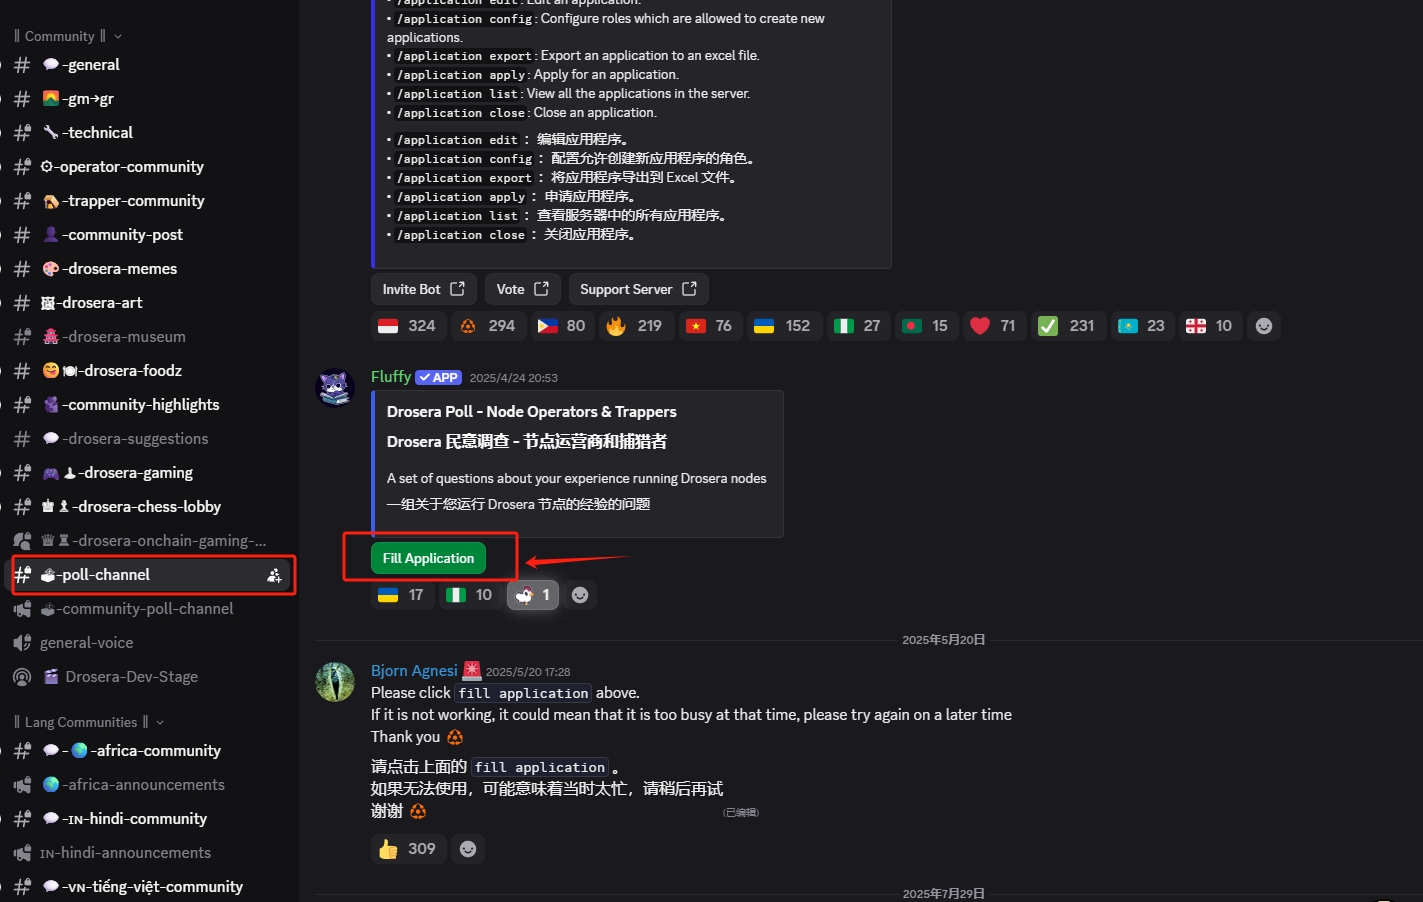 ‖ Community ‖
-general
-gm→gr
-technical
-operator-community
-trapper-community
-community-post
-drosera-memes
-drosera-art
-drosera-museum
-drosera-foodz
-community-highlights
-drosera-suggestions
-drosera-gaming
-drosera-chess-lobby
-drosera-onchain-gaming-...
-poll-channel
-community-poll-channel
general-voice
Drosera-Dev-Stage
‖ Lang Communities ‖
- -africa-community
-africa-announcements
-ɪɴ-hindi-community
ɪɴ-hindi-announcements
-ᴠɴ-tiếng-việt-community
• /application edit: Edit an application.
• /application config: Configure roles which are allowed to create new
applications.
• /application export: Export an application to an excel file.
• /application apply: Apply for an application.
• /application list: View all the applications in the server.
• /application close: Close an application.
• /application edit ：编辑应用程序。
• /application config ：配置允许创建新应用程序的角色。
• /application export ：将应用程序导出到 Excel 文件。
• /application apply ：申请应用程序。
• /application list ：查看服务器中的所有应用程序。
• /application close ：关闭应用程序。
Invite Bot Vote Support Server
324 294 80 219 76 152 27 15 71 231 23 10
Fluffy APP 2025/4/24 20:53
Drosera Poll - Node Operators & Trappers
Drosera 民意调查 - 节点运营商和捕猎者
A set of questions about your experience running Drosera nodes
一组关于您运行 Drosera 节点的经验的问题
Fill Application
17 10 1
2025年5月20日
Bjorn Agnesi 2025/5/20 17:28
Please click fill application above.
If it is not working, it could mean that it is too busy at that time, please try again on a later time
Thank you
请点击上面的 fill application 。
如果无法使用，可能意味着当时太忙，请稍后再试
谢谢 (已编辑)
309
2025年7月29日